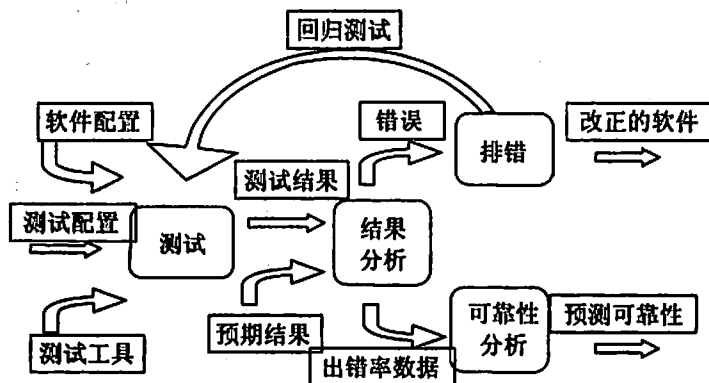 回归测试
软件配置
错误
排错
改正的软件
测试结果
测试配置
测试
结果
分析
测试工具
预期结果
出错率数据
可靠性
分析
预测可靠性